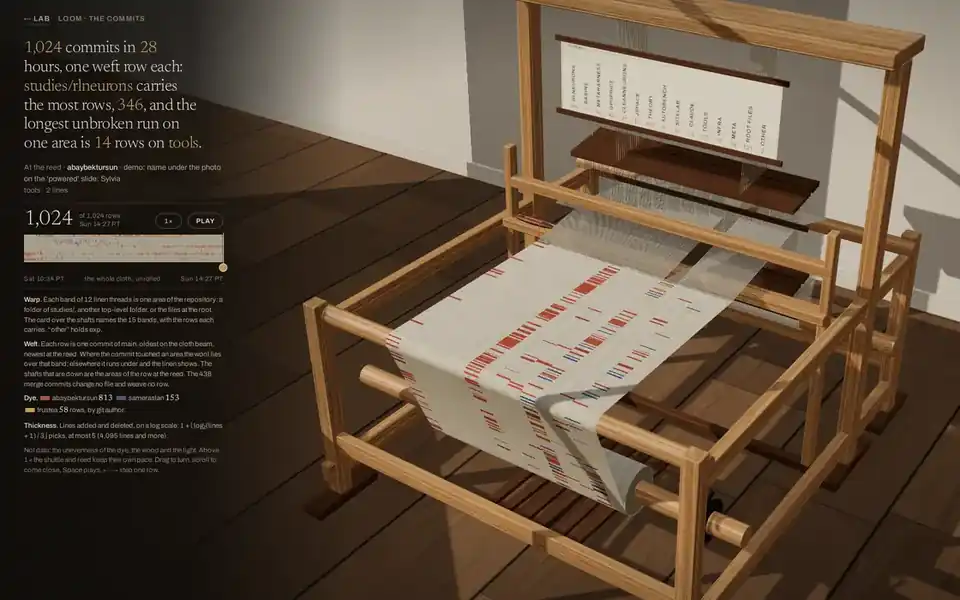 ← LAB LOOM · THE COMMITS
1,024 commits in 28
hours, one weft row each:
studies/rlneurons carries
the most rows, 346, and the
longest unbroken run on
one area is 14 rows on tools.
At the reed · abaybektursun · demo: name under the photo
on the 'powered' slide: Sylvia
tools · 2 lines
1,024 of 1,024 rows
Sun 14:27 PT
1× PLAY
Sat 10:34 PT the whole cloth, unrolled Sun 14:27 PT
Warp. Each band of 12 linen threads is one area of the repository: a
folder of studies/, another top-level folder, or the files at the root.
The card over the shafts names the 15 bands, with the rows each
carries. "other" holds exp.
Weft. Each row is one commit of main, oldest on the cloth beam,
newest at the reed. Where the commit touched an area the wool lies
over that band; elsewhere it runs under and the linen shows. The
shafts that are down are the areas of the row at the reed. The 438
merge commits change no file and weave no row.
Dye, abaybektursun 813 sameraslan 153
trustea 58 rows, by git author.
Thickness. Lines added and deleted, on a log scale: 1 + ⌊log₂(lines
+ 1) / 3⌋ picks, at most 5 (4,095 lines and more).
Not data: the unevenness of the dye, the wood and the light. Above
1× the shuttle and reed keep their own pace. Drag to turn, scroll to
come close, Space plays, ← → step one row.
RLNEURONS
METAHARNESS
THEORY
AUTORESEARCH
TOOLS
INFRA
META
ROOT FILES
OTHER